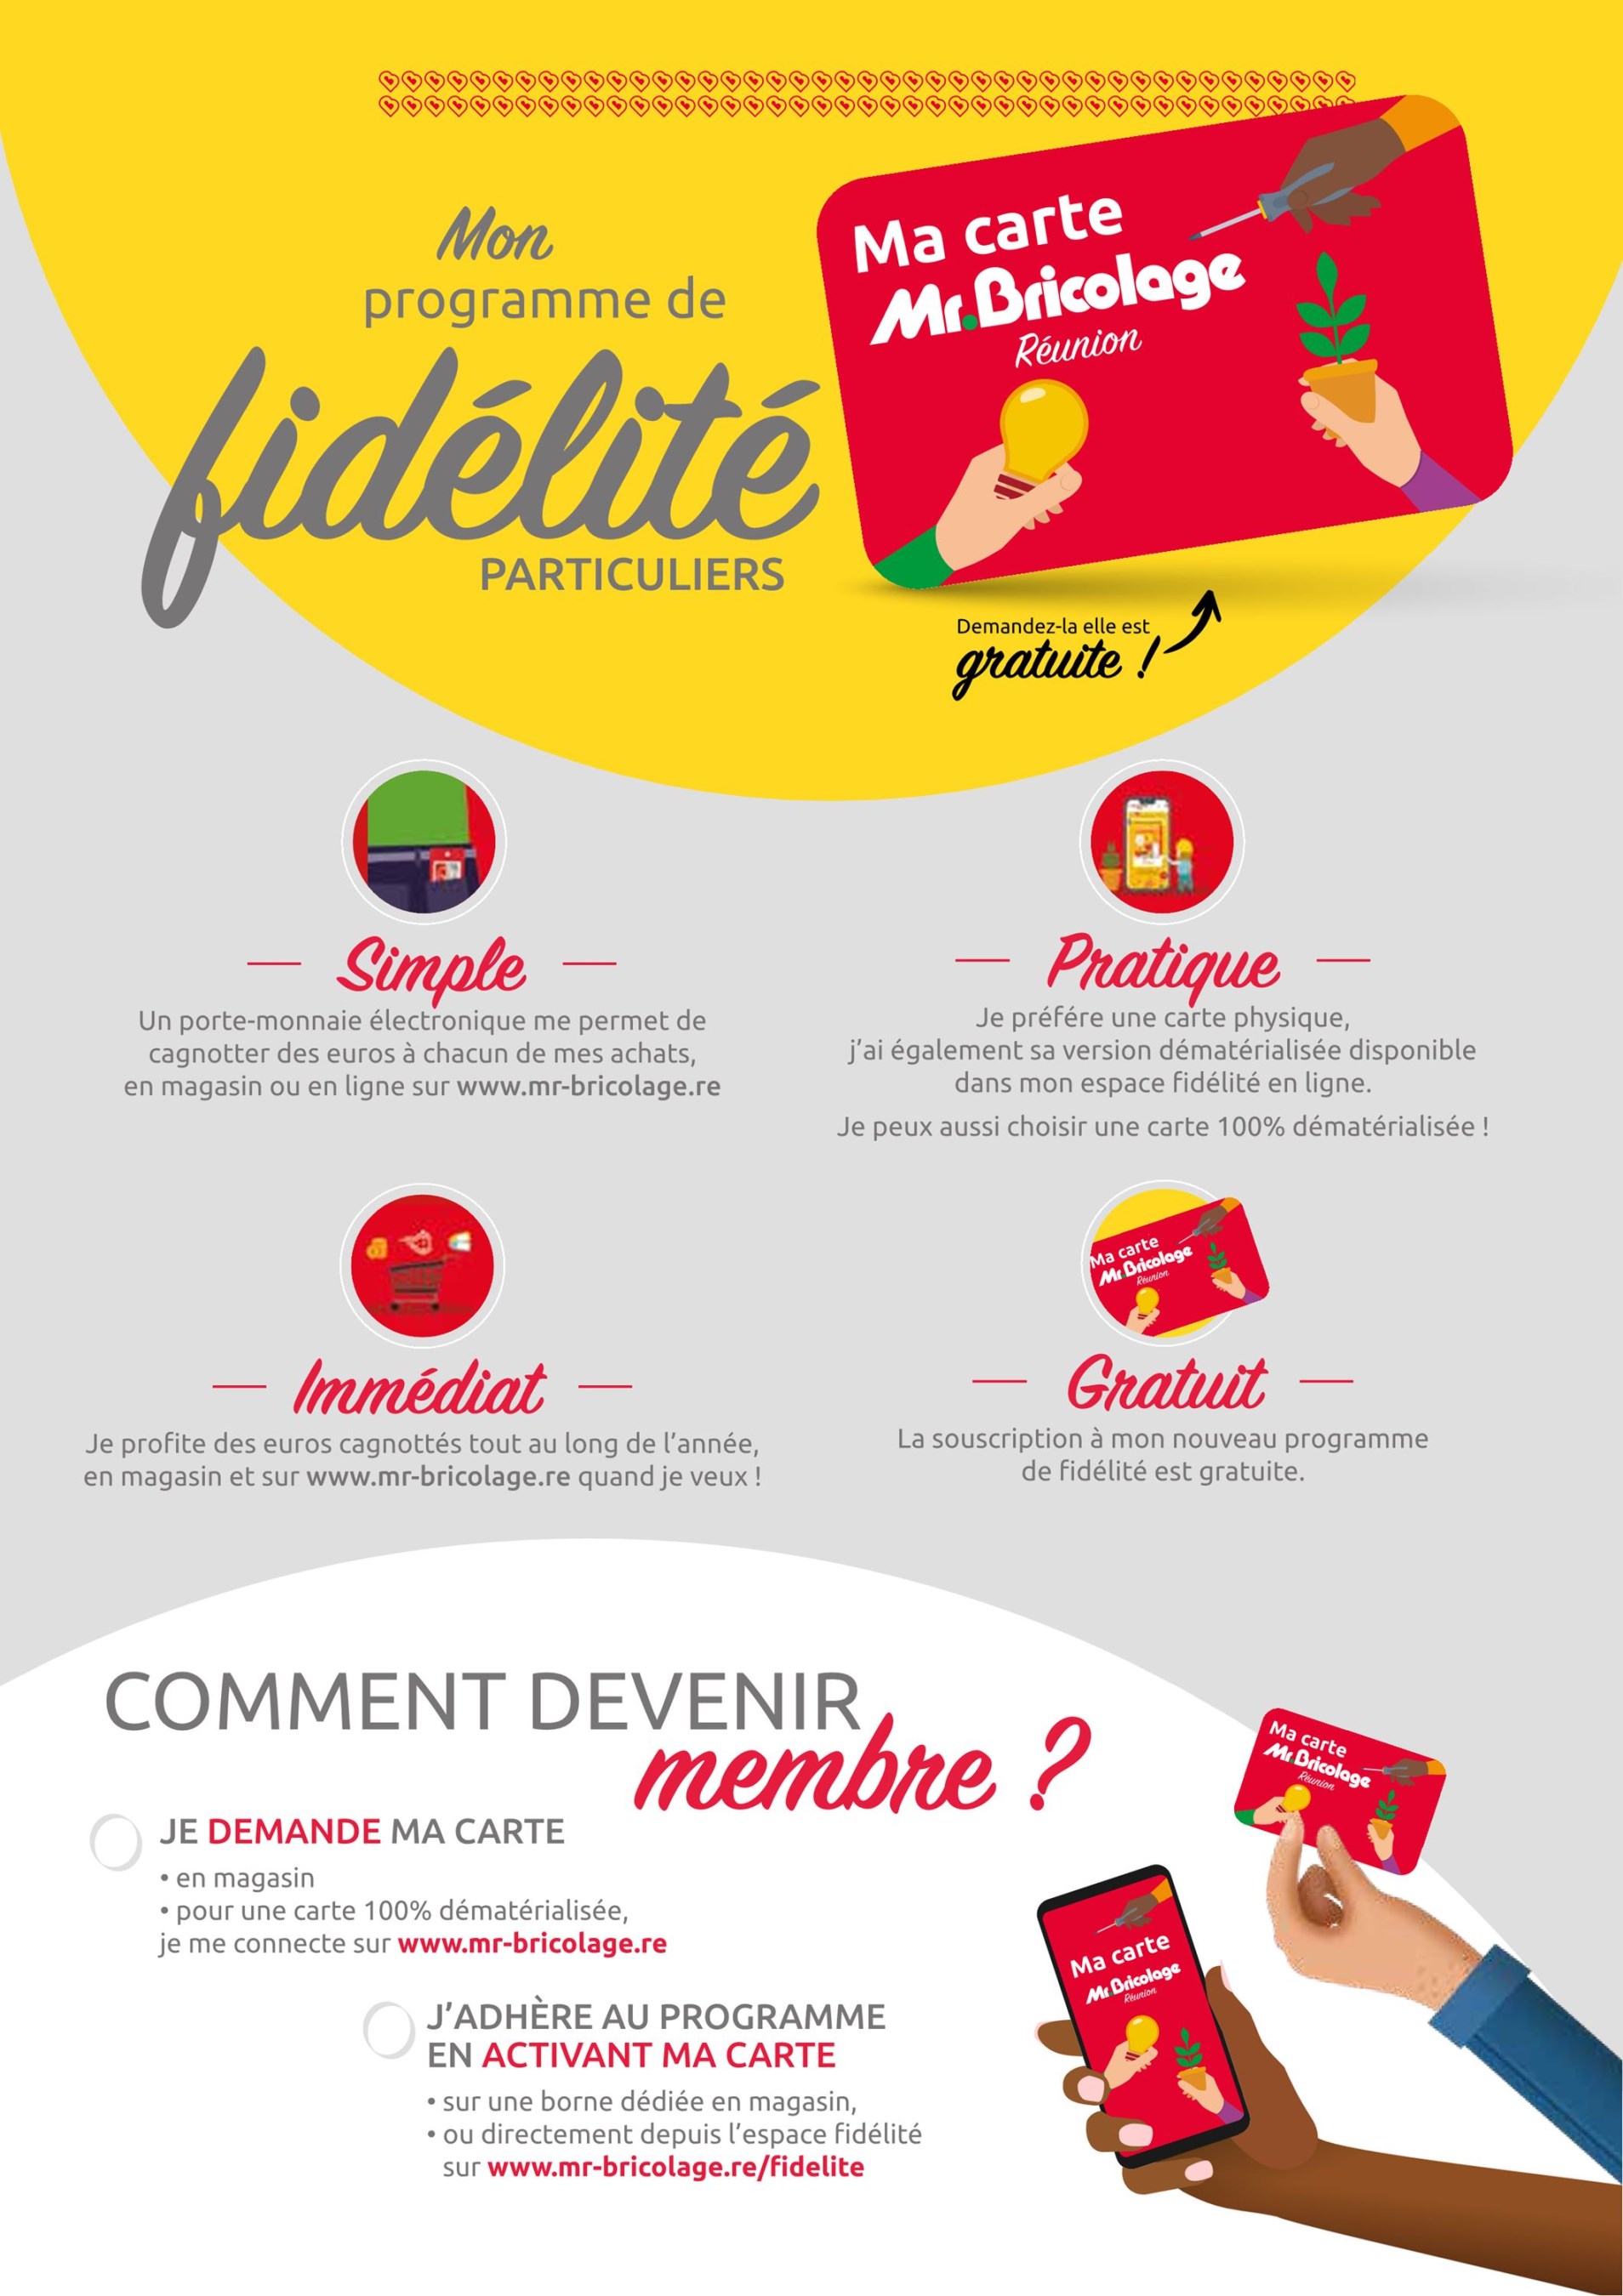 Mon
programme de
fidélité
PARTICULIERS
Ma carte
Mr.Bricolage
Réunion
Demandez-la elle est
gratuite !
Simple
Un porte-monnaie électronique me permet de
cagnotter des euros à chacun de mes achats,
en magasin ou en ligne sur www.mr-bricolage.re
Pratique
Je préfére une carte physique,
j'ai également sa version dématérialisée disponible
dans mon espace fidélité en ligne.
Je peux aussi choisir une carte 100% dématérialisée !
Immédiat
Je profite des euros cagnottés tout au long de l'année,
en magasin et sur www.mr-bricolage.re quand je veux !
Ma carte
Mr.Bricolage
Réunion
Gratuit
La souscription à mon nouveau programme
de fidélité est gratuite.
COMMENT DEVENIR
membre ?
JE DEMANDE MA CARTE
• en magasin
• pour une carte 100% dématérialisée,
je me connecte sur www.mr-bricolage.re
J'ADHÈRE AU PROGRAMME
EN ACTIVANT MA CARTE
• sur une borne dédiée en magasin,
• ou directement depuis l'espace fidélité
sur www.mr-bricolage.re/fidelite
Ma carte
Mr.Bricolage
Réunion
Ma carte
Mr.Bricolage
Réunion